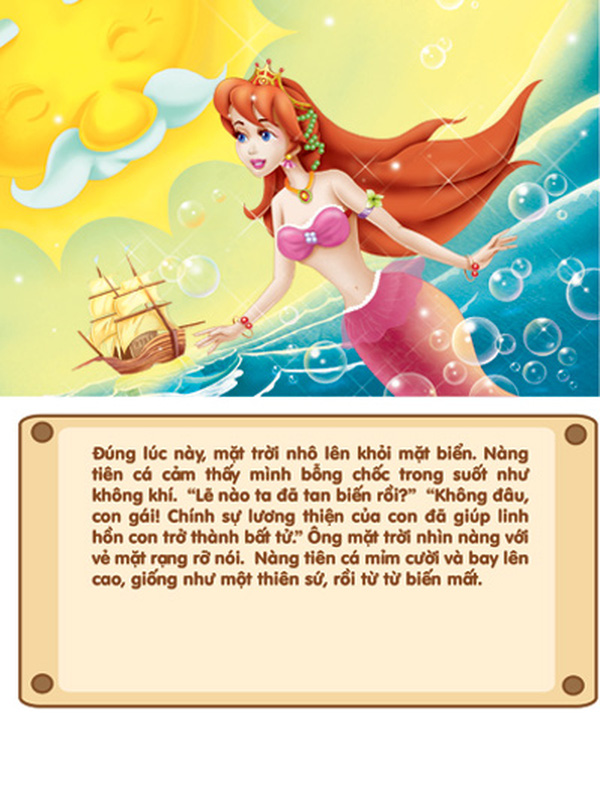 Đúng lúc này, mặt trời nhô lên khỏi mặt biển. Nàng
tiên cá cảm thấy mình bỗng chốc trong suốt như
không khí. “Lẽ nào ta đã tan biến rồi?” “Không đâu,
con gái! Chính sự lương thiện của con đã giúp linh
hồn con trở thành bất tử.” Ông mặt trời nhìn nàng với
vẻ mặt rạng rỡ nói. Nàng tiên cá mỉm cười và bay lên
cao, giống như một thiên sứ, rồi từ từ biến mất.